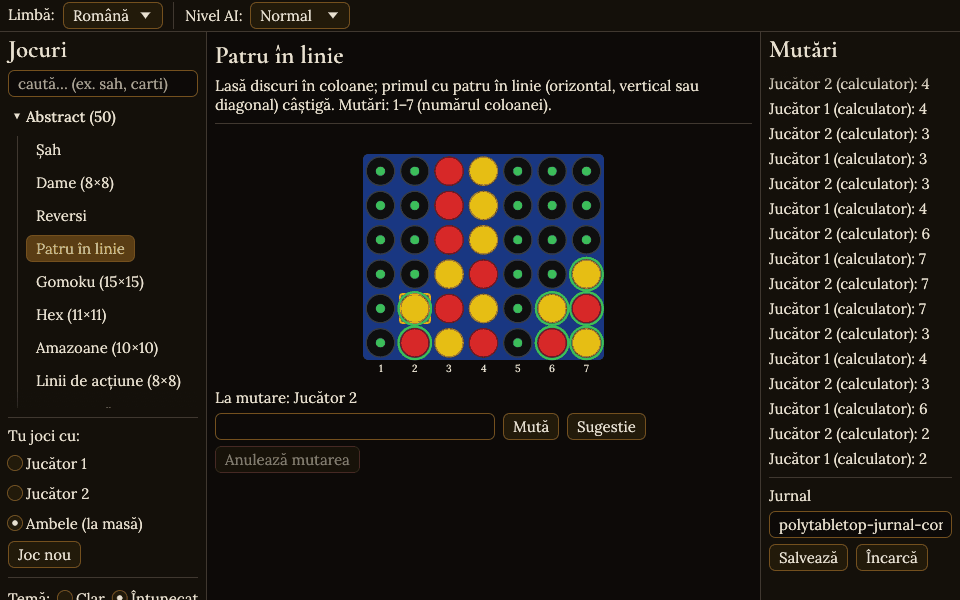 Limbă: Română Nivel AI: Normal
Jocuri
caută... (ex. sah, carti)
Abstract (50)
Șah
Dame (8×8)
Reversi
Patru în linie
Gomoku (15×15)
Hex (11×11)
Amazoane (10×10)
Linii de acțiune (8×8)
Tu joci cu:
Jucător 1
Jucător 2
Ambele (la masă)
Joc nou
Temă: Clar Întunecat
Patru în linie
Lasă discuri în coloane; primul cu patru în linie (orizontal, vertical sau
diagonal) câștigă. Mutări: 1–7 (numărul coloanei).
1 2 3 4 5 6 7
La mutare: Jucător 2
Mută Sugestie
Anulează mutarea
Mutări
Jucător 2 (calculator): 4
Jucător 1 (calculator): 4
Jucător 2 (calculator): 3
Jucător 1 (calculator): 3
Jucător 2 (calculator): 3
Jucător 1 (calculator): 4
Jucător 2 (calculator): 6
Jucător 1 (calculator): 7
Jucător 2 (calculator): 7
Jucător 1 (calculator): 7
Jucător 2 (calculator): 3
Jucător 1 (calculator): 4
Jucător 2 (calculator): 3
Jucător 1 (calculator): 6
Jucător 2 (calculator): 2
Jucător 1 (calculator): 2
Jurnal
polytabletop-jurnal-cor
Salvează Încarcă